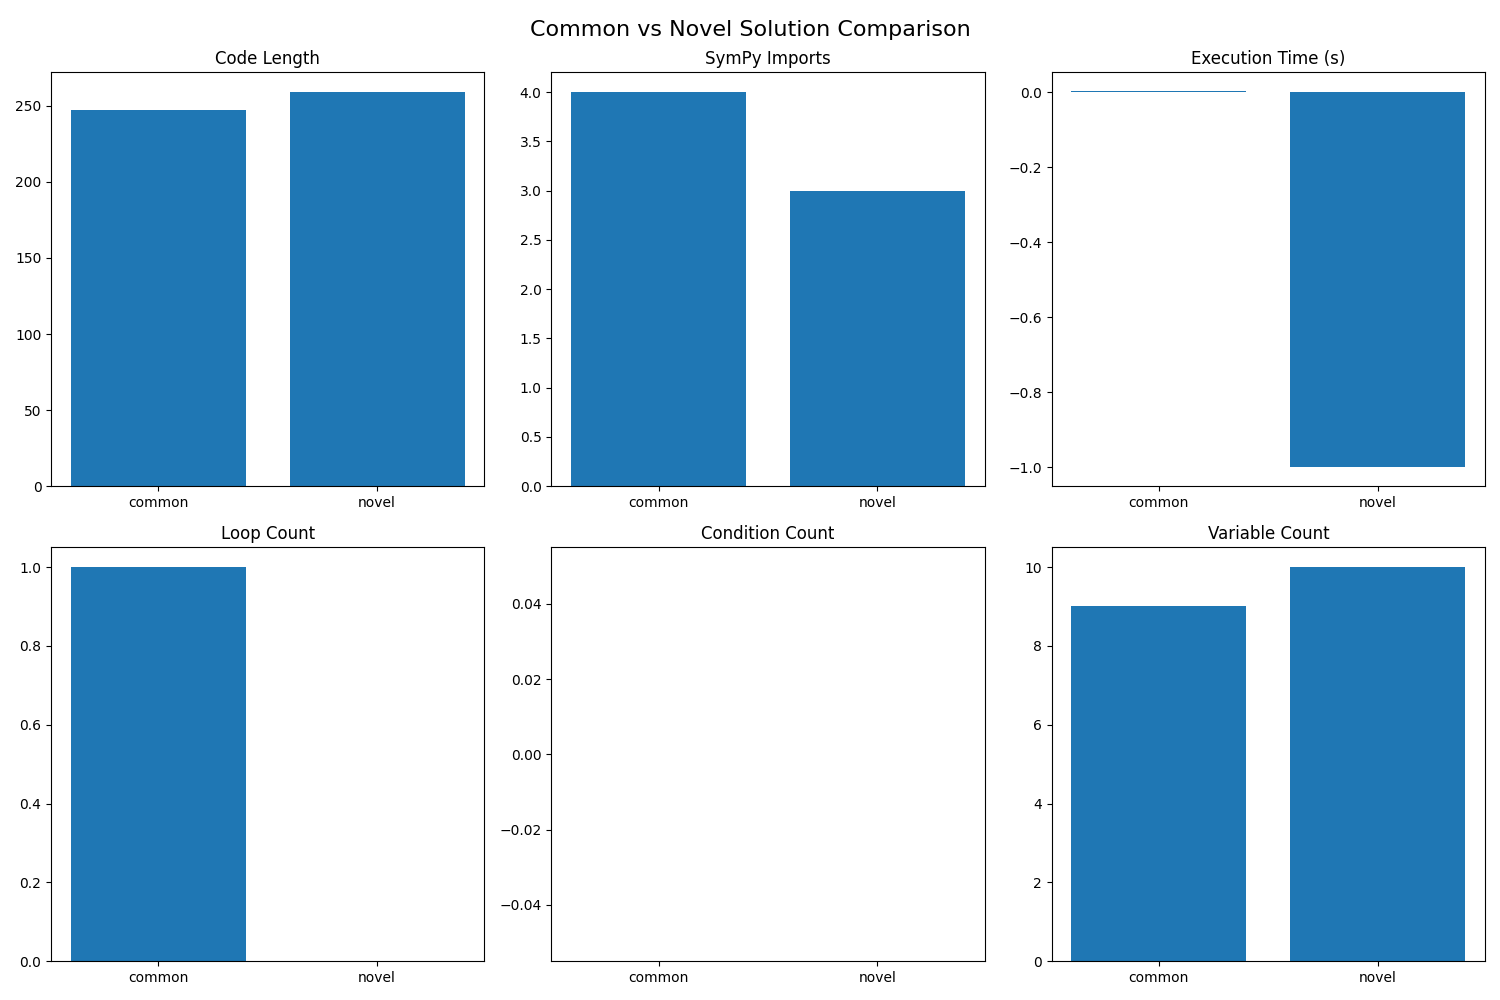 Common vs Novel Solution Comparison
Code Length
SymPy Imports
Execution Time (s)
250
200
150
100
50
0
common
novel
4.0
3.5
3.0
2.5
2.0
1.5
1.0
0.5
0.0
common
novel
0.0
−0.2
−0.4
−0.6
−0.8
−1.0
common
novel
Loop Count
Condition Count
Variable Count
1.0
0.8
0.6
0.4
0.2
0.0
common
novel
0.04
0.02
0.00
−0.02
−0.04
common
novel
10
8
6
4
2
0
common
novel